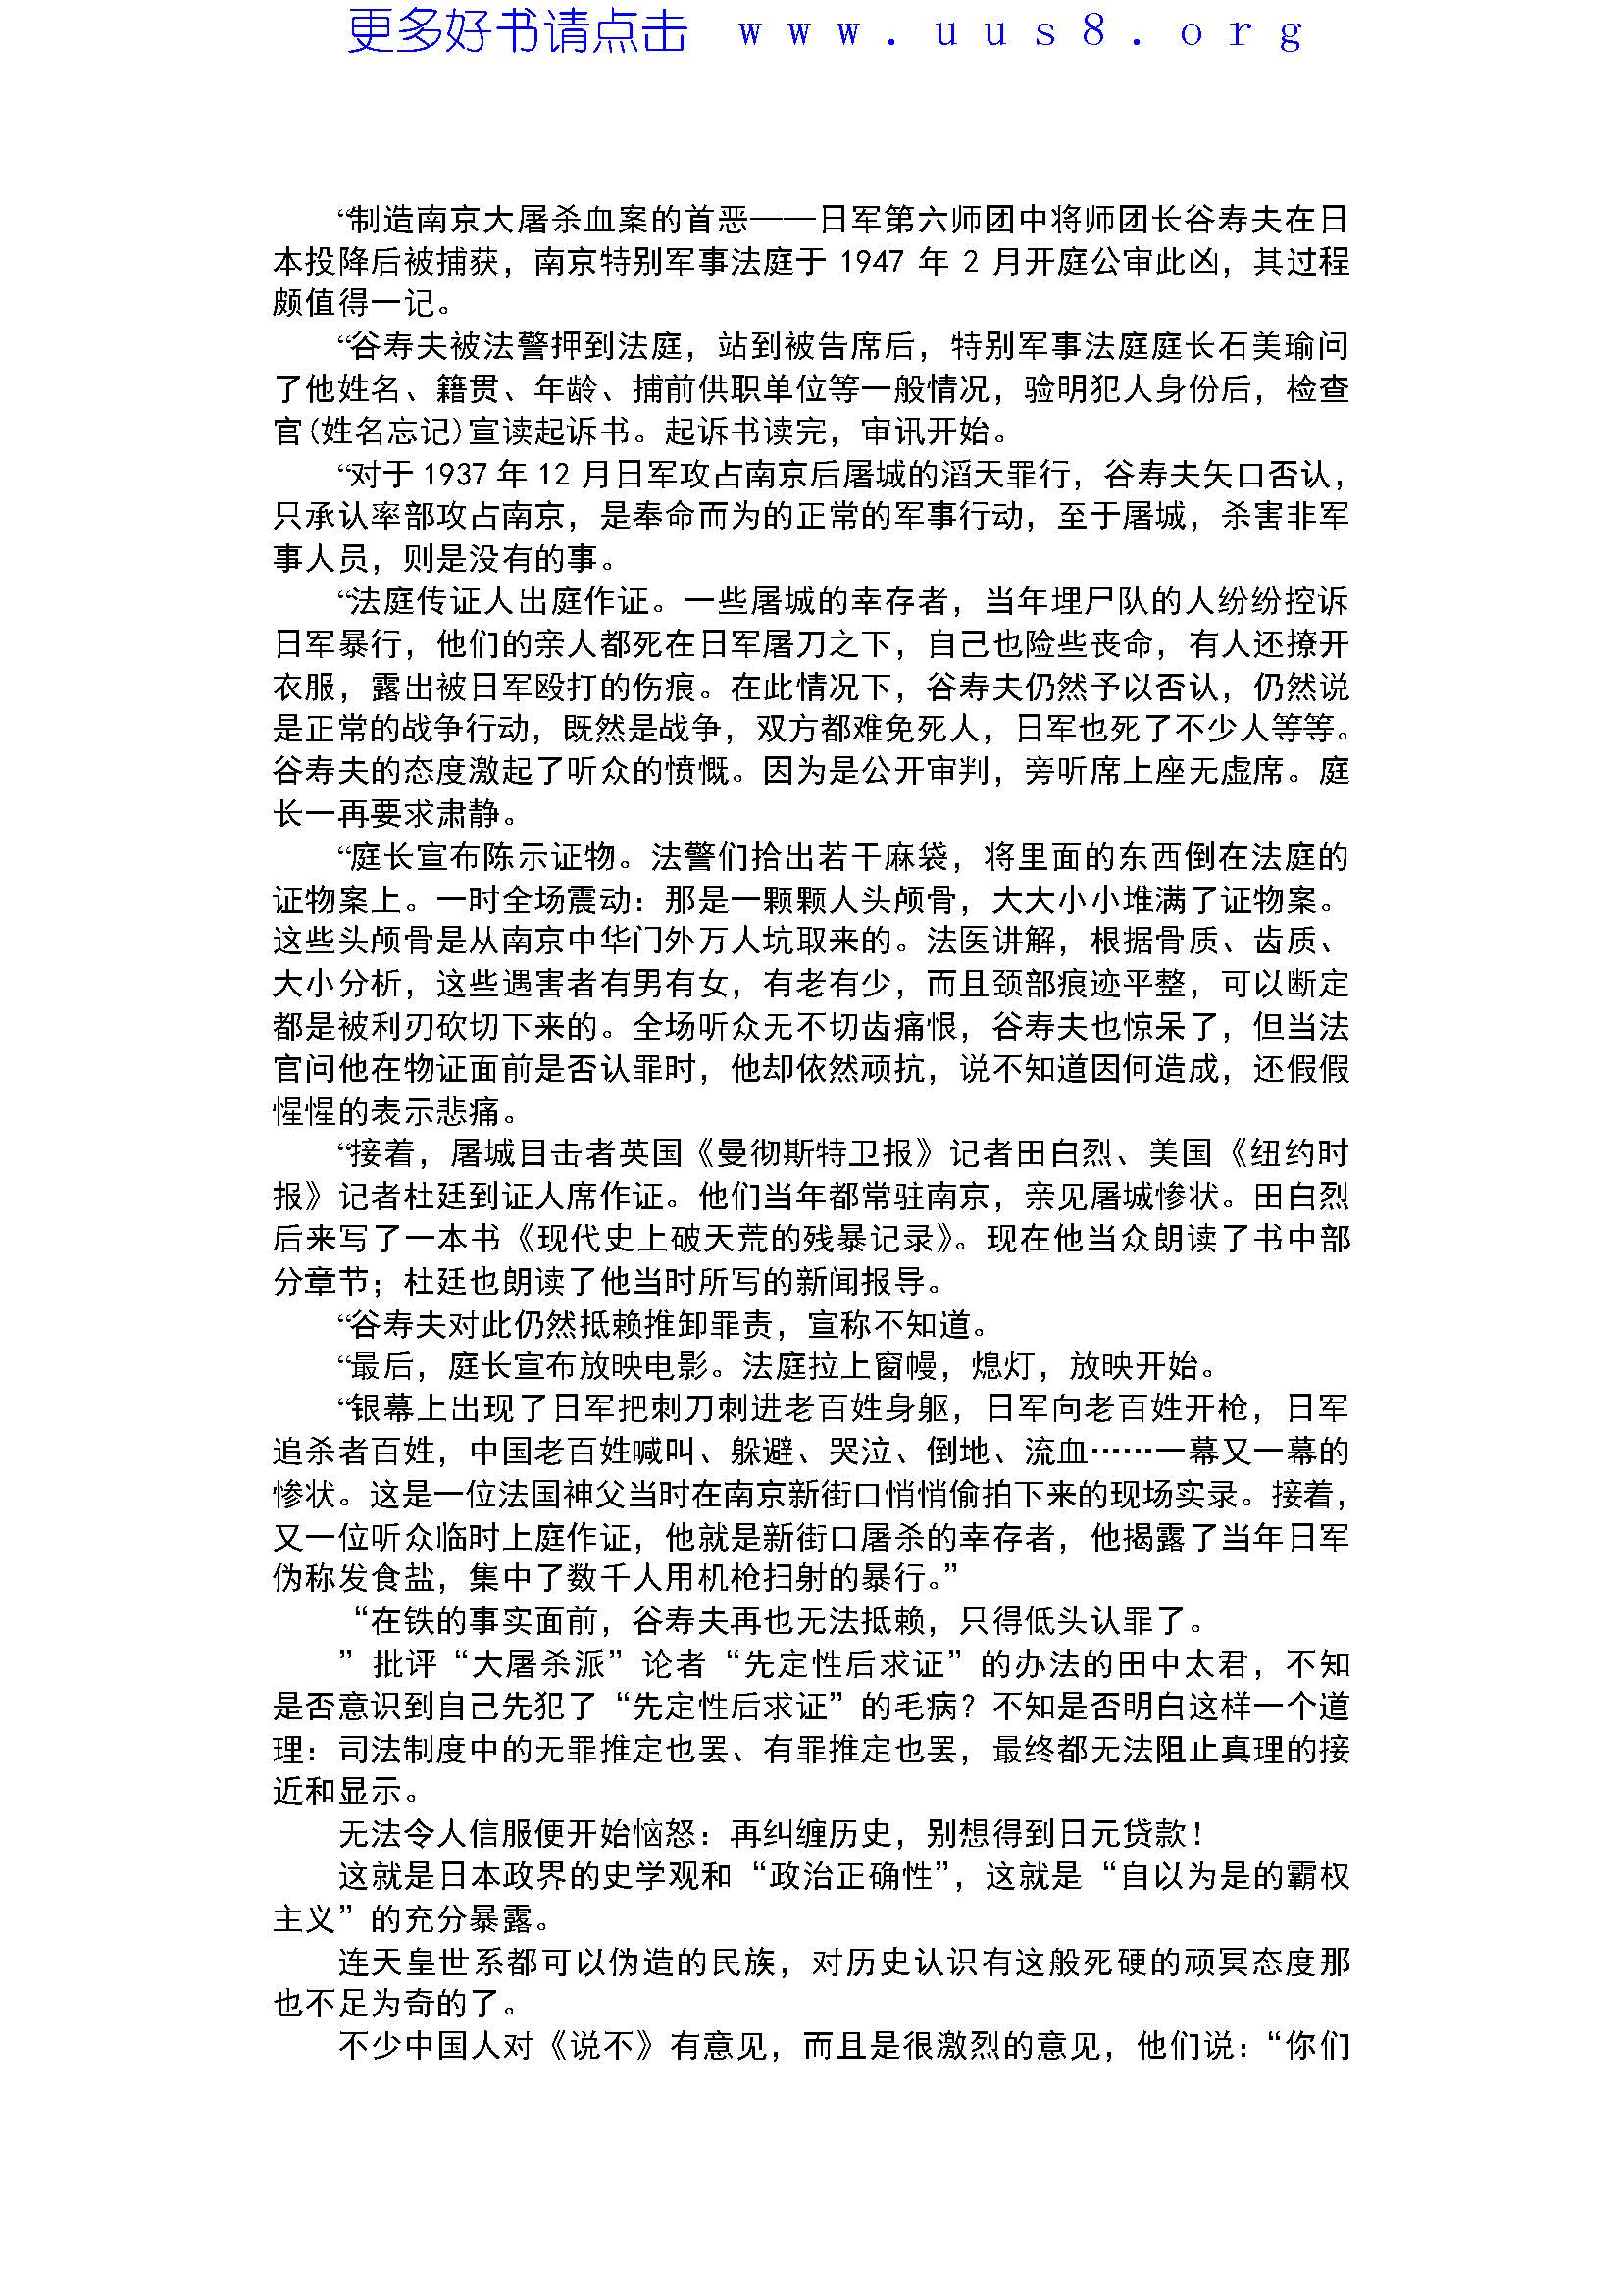 更多好书请点击 www.uus8.org
“制造南京大屠杀血案的首恶——日军第六师团中将师团长谷寿夫在日
本投降后被捕获，南京特别军事法庭于 1947 年 2 月开庭公审此凶，其过程
颇值得一记。
“谷寿夫被法警押到法庭，站到被告席后，特别军事法庭庭长石美瑜问
了他姓名、籍贯、年龄、捕前供职单位等一般情况，验明犯人身份后，检查
官(姓名忘记)宣读起诉书。起诉书读完，审讯开始。
“对于 1937 年 12 月日军攻占南京后屠城的滔天罪行，谷寿夫矢口否认，
只承认率部攻占南京，是奉命而为的正常的军事行动，至于屠城，杀害非军
事人员，则是没有的事。
“法庭传证人出庭作证。一些屠城的幸存者，当年埋尸队的人纷纷控诉
日军暴行，他们的亲人都死在日军屠刀之下，自己也险些丧命，有人还撩开
衣服，露出被日军殴打的伤痕。在此情况下，谷寿夫仍然予以否认，仍然说
是正常的战争行动，既然是战争，双方都难免死人，日军也死了不少人等等。
谷寿夫的态度激起了听众的愤慨。因为是公开审判，旁听席上座无虚席。庭
长一再要求肃静。
“庭长宣布陈示证物。法警们拾出若干麻袋，将里面的东西倒在法庭的
证物案上。一时全场震动：那是一颗颗人头颅骨，大大小小堆满了证物案。
这些头颅骨是从南京中华门外万人坑取来的。法医讲解，根据骨质、齿质、
大小分析，这些遇害者有男有女，有老有少，而且颈部痕迹平整，可以断定
都是被利刃砍切下来的。全场听众无不切齿痛恨，谷寿夫也惊呆了，但当法
官问他在物证面前是否认罪时，他却依然顽抗，说不知道因何造成，还假假
惺惺的表示悲痛。
“接着，屠城目击者英国《曼彻斯特卫报》记者田白烈、美国《纽约时
报》记者杜廷到证人席作证。他们当年都常驻南京，亲见屠城惨状。田白烈
后来写了一本书《现代史上破天荒的残暴记录》。现在他当众朗读了书中部
分章节；杜廷也朗读了他当时所写的新闻报导。
“谷寿夫对此仍然抵赖推卸罪责，宣称不知道。
“最后，庭长宣布放映电影。法庭拉上窗幔，熄灯，放映开始。
“银幕上出现了日军把刺刀刺进老百姓身躯，日军向老百姓开枪，日军
追杀者百姓，中国老百姓喊叫、躲避、哭泣、倒地、流血……一幕又一幕的
惨状。这是一位法国神父当时在南京新街口悄悄偷拍下来的现场实录。接着，
又一位听众临时上庭作证，他就是新街口屠杀的幸存者，他揭露了当年日军
伪称发食盐，集中了数千人用机枪扫射的暴行。”
“在铁的事实面前，谷寿夫再也无法抵赖，只得低头认罪了。
”批评“大屠杀派”论者“先定性后求证”的办法的田中太君，不知
是否意识到自己先犯了“先定性后求证”的毛病？不知是否明白这样一个道
理：司法制度中的无罪推定也罢、有罪推定也罢，最终都无法阻止真理的接
近和显示。
无法令人信服便开始恼怒：再纠缠历史，别想得到日元贷款！
这就是日本政界的史学观和“政治正确性”，这就是“自以为是的霸权
主义”的充分暴露。
连天皇世系都可以伪造的民族，对历史认识有这般死硬的顽冥态度那
也不足为奇的了。
不少中国人对《说不》有意见，而且是很激烈的意见，他们说：“你们